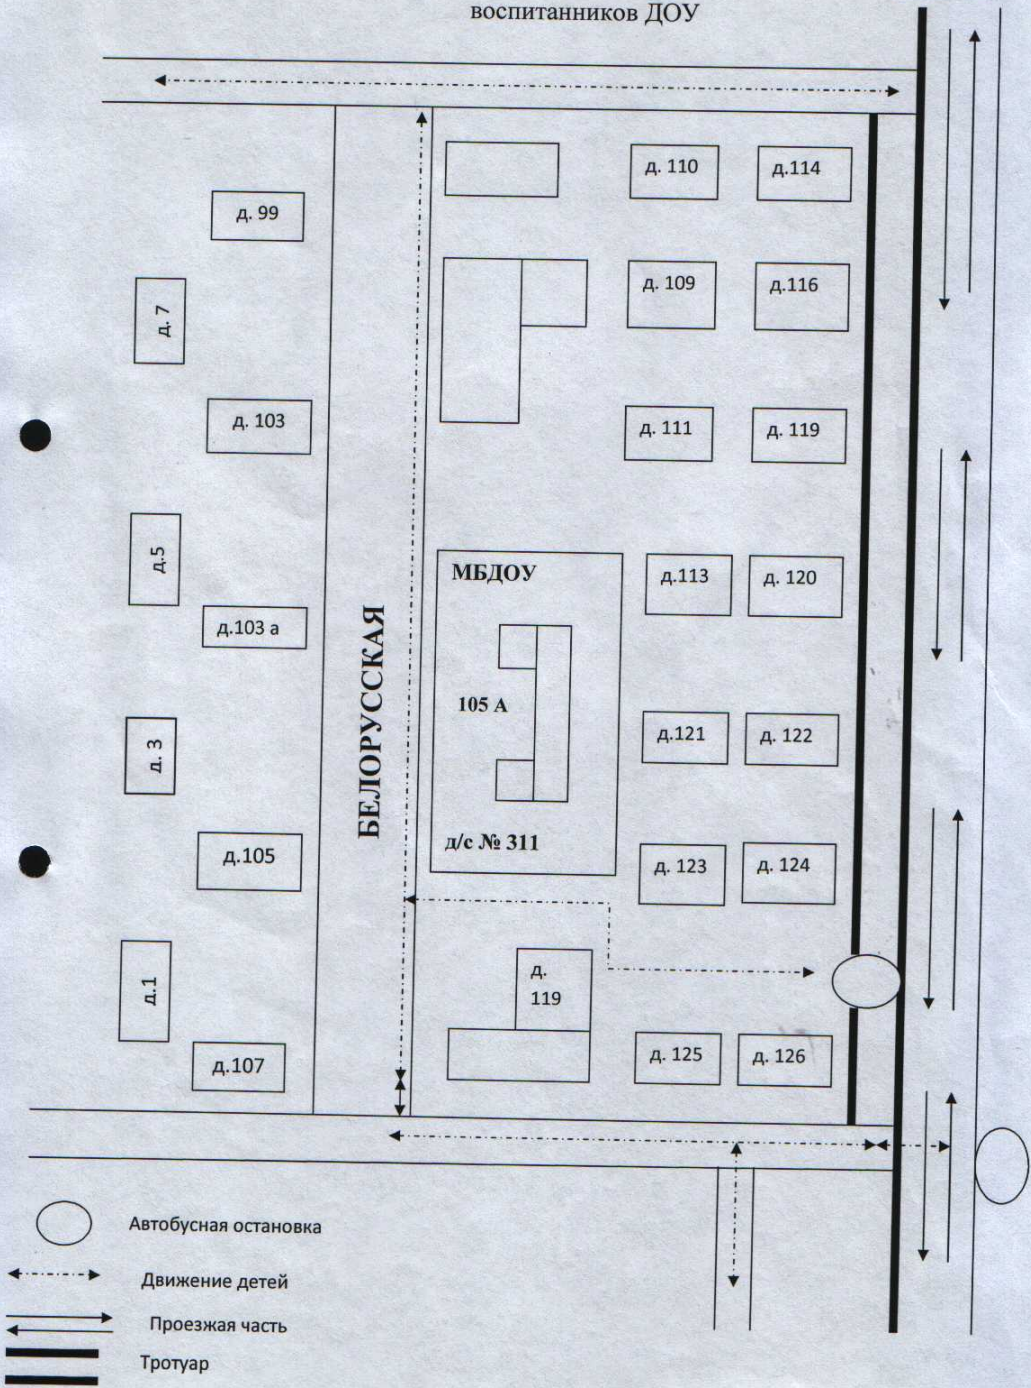 воспитанников ДОУ
д. 110
д.114
д. 99
д. 109
д.116
д. 7
д. 103
д. 111
д. 119
МБДОУ
д.5
д.113
д. 120
д.103 а
БЕЛОРУССКАЯ
105 А
д. 3
д.121
д. 122
д/с № 311
д.105
д. 123
д. 124
д.
119
д.1
д.107
д. 125
д. 126
Автобусная остановка
Движение детей
Проезжая часть
Тротуар